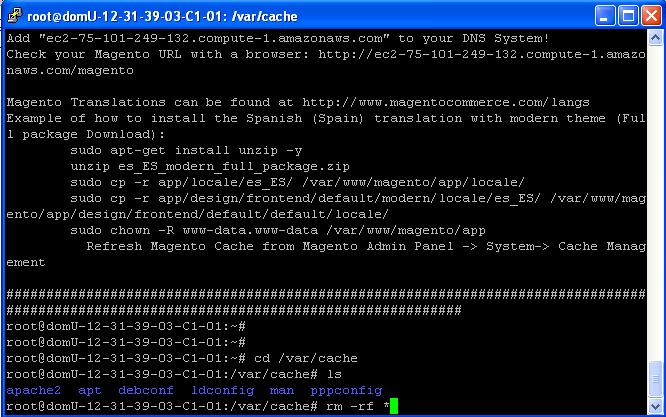 root@domU-12-31-39-03-C1-01: /var/cache
Add "ec2-75-101-249-132.compute-1.amazonaws.com" to your DNS System!
Check your Magento URL with a browser: http://ec2-75-101-249-132.compute-1.amazo
naws.com/magento
Magento Translations can be found at http://www.magentocommerce.com/langs
Example of how to install the Spanish (Spain) translation with modern theme (Ful
l package Download):
sudo apt-get install unzip -y
unzip es_ES_modern_full_package.zip
sudo cp -r app/locale/es_ES/ /var/www/magento/app/locale/
sudo cp -r app/design/frontend/default/modern/locale/es_ES/ /var/www/mag
ento/app/design/frontend/default/default/locale/
sudo chown -R www-data.www-data /var/www/magento/app
Refresh Magento Cache from Magento Admin Panel -> System-> Cache Manag
ement
################################################################################
#########################################################
root@domU-12-31-39-03-C1-01:~#
root@domU-12-31-39-03-C1-01:~#
root@domU-12-31-39-03-C1-01:~# cd /var/cache
root@domU-12-31-39-03-C1-01:/var/cache# ls
apache2 apt debconf ldconfig man pppconfig
root@domU-12-31-39-03-C1-01:/var/cache# rm -rf *